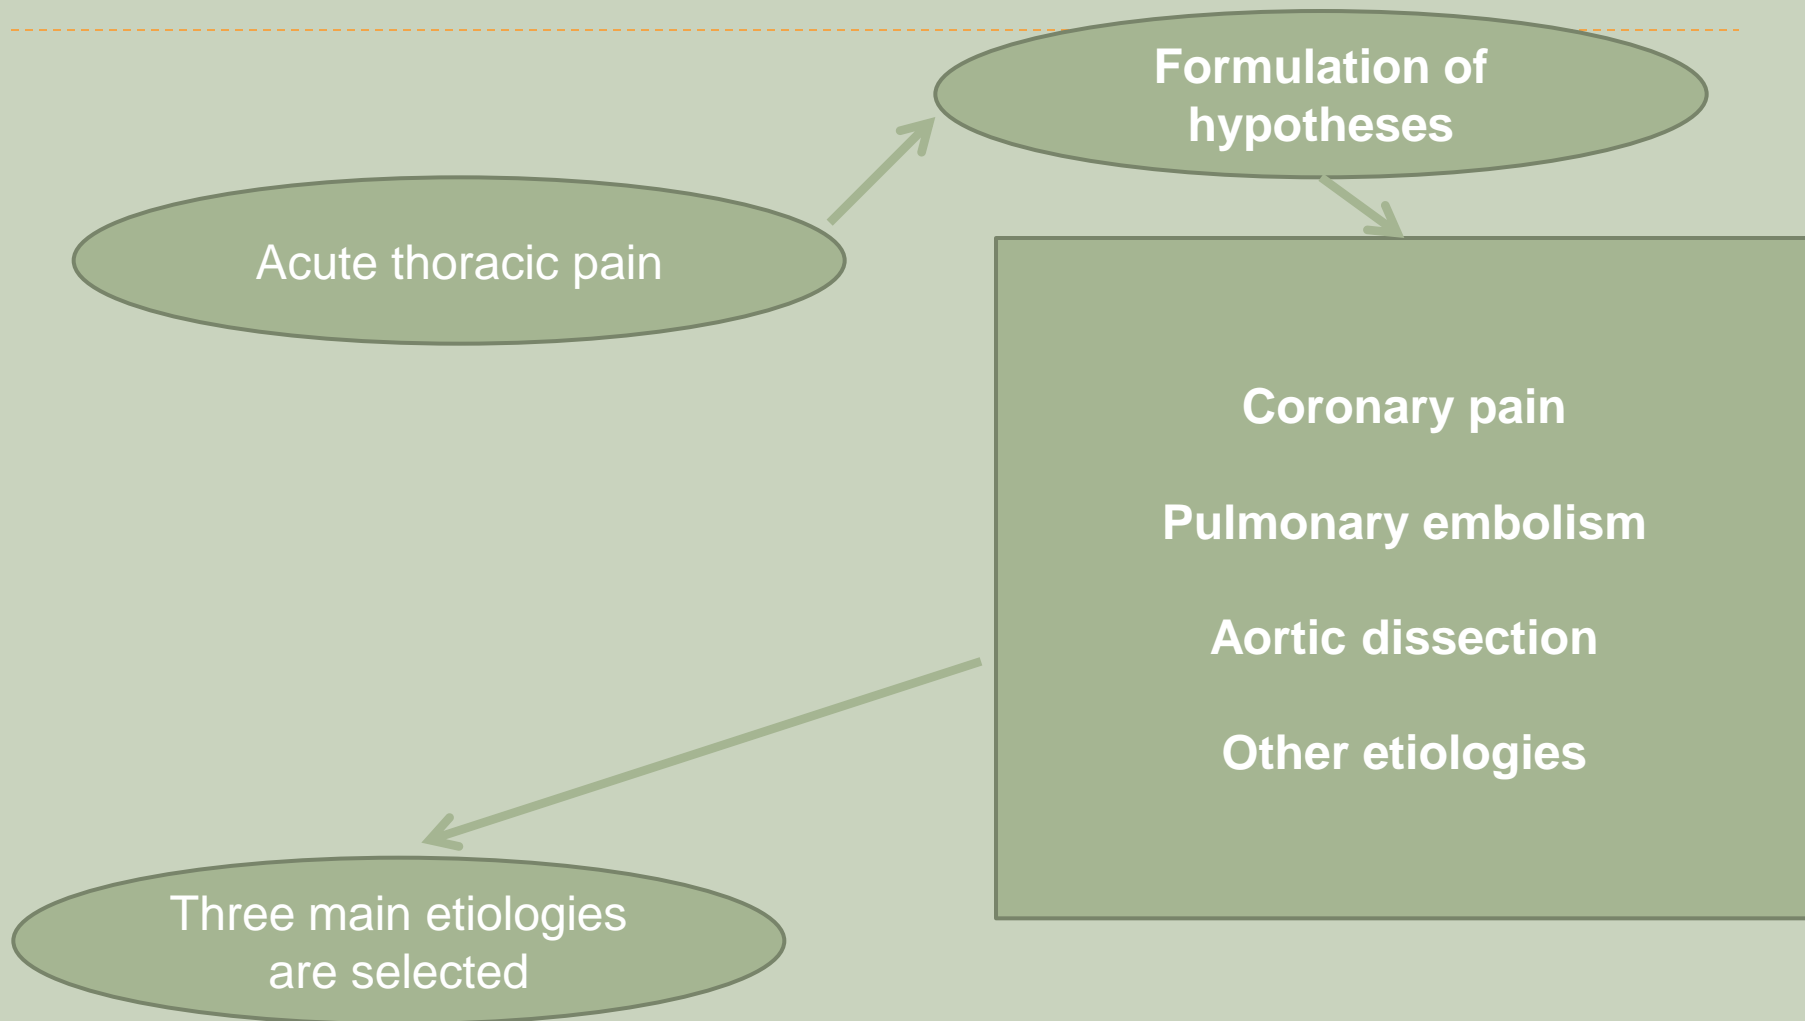 Formulation of
hypotheses
Acute thoracic pain
Coronary pain
Pulmonary embolism
Aortic dissection
Other etiologies
Three main etiologies
are selected